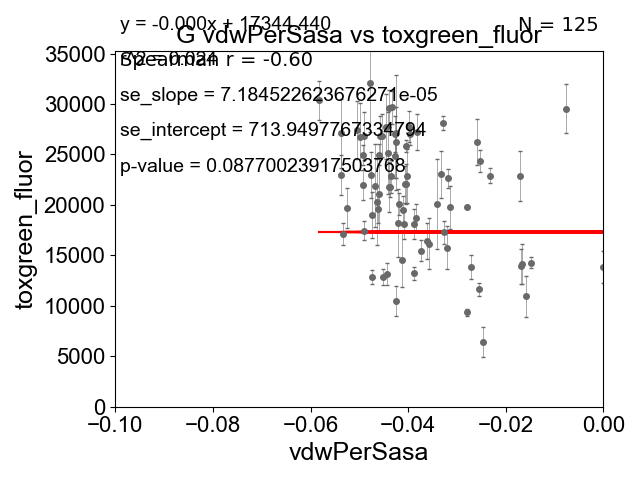 y = -0.000x + 17344.440
N = 125
G vdwPerSasa vs toxgreen_fluor
Spearman r = -0.60
se_slope = 7.184522623676271e-05
se_intercept = 713.9497767334794
p-value = 0.08770023917503768
35000
30000
25000
20000
15000
10000
5000
0
toxgreen_fluor
−0.10
−0.08
−0.06
−0.04
−0.02
0.00
vdwPerSasa